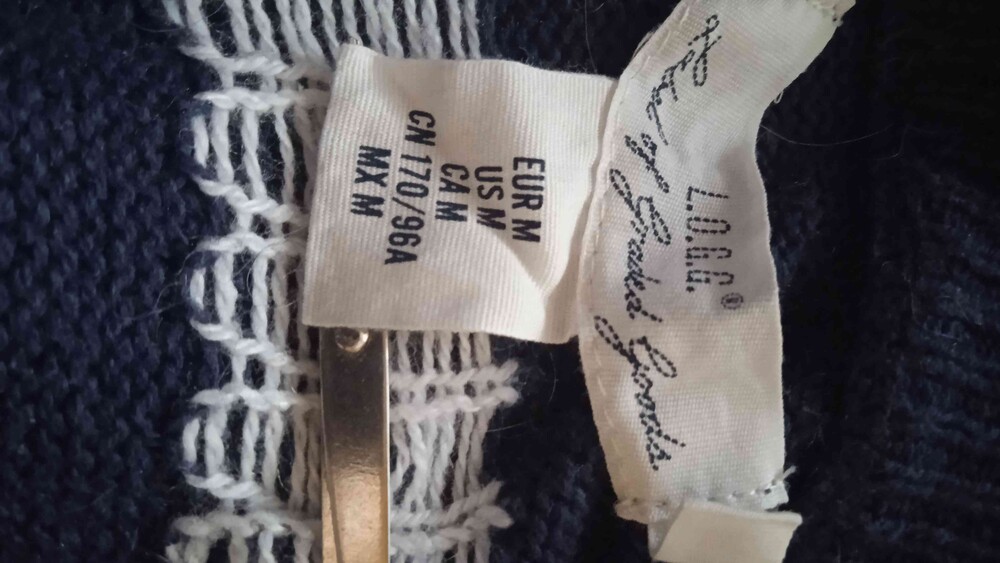 L.O.G.G.®
Label of Graded Goods
EUR M
US M
CA M
CN 170/96A
MX M